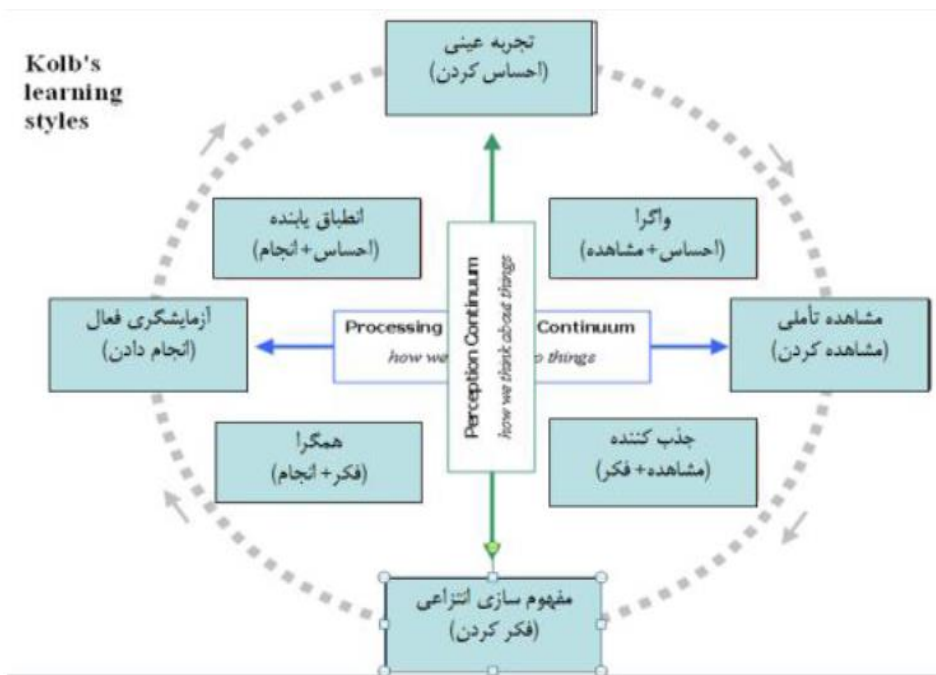 Kolb's
learning
styles
تجربه عینی
(احساس کردن)
انطباق یابنده
(احساس+ انجام)
واگرا
(احساس+ مشاهده)
آزمایشگری فعال
(انجام دادن)
Processing Continuum
how we o things
Perception Continuum
how we think about things
مشاهده تأملی
(مشاهده کردن)
همگرا
(فکر+ انجام)
جذب کننده
(مشاهده+ فکر)
مفهوم سازی انتزاعی
(فکر کردن)